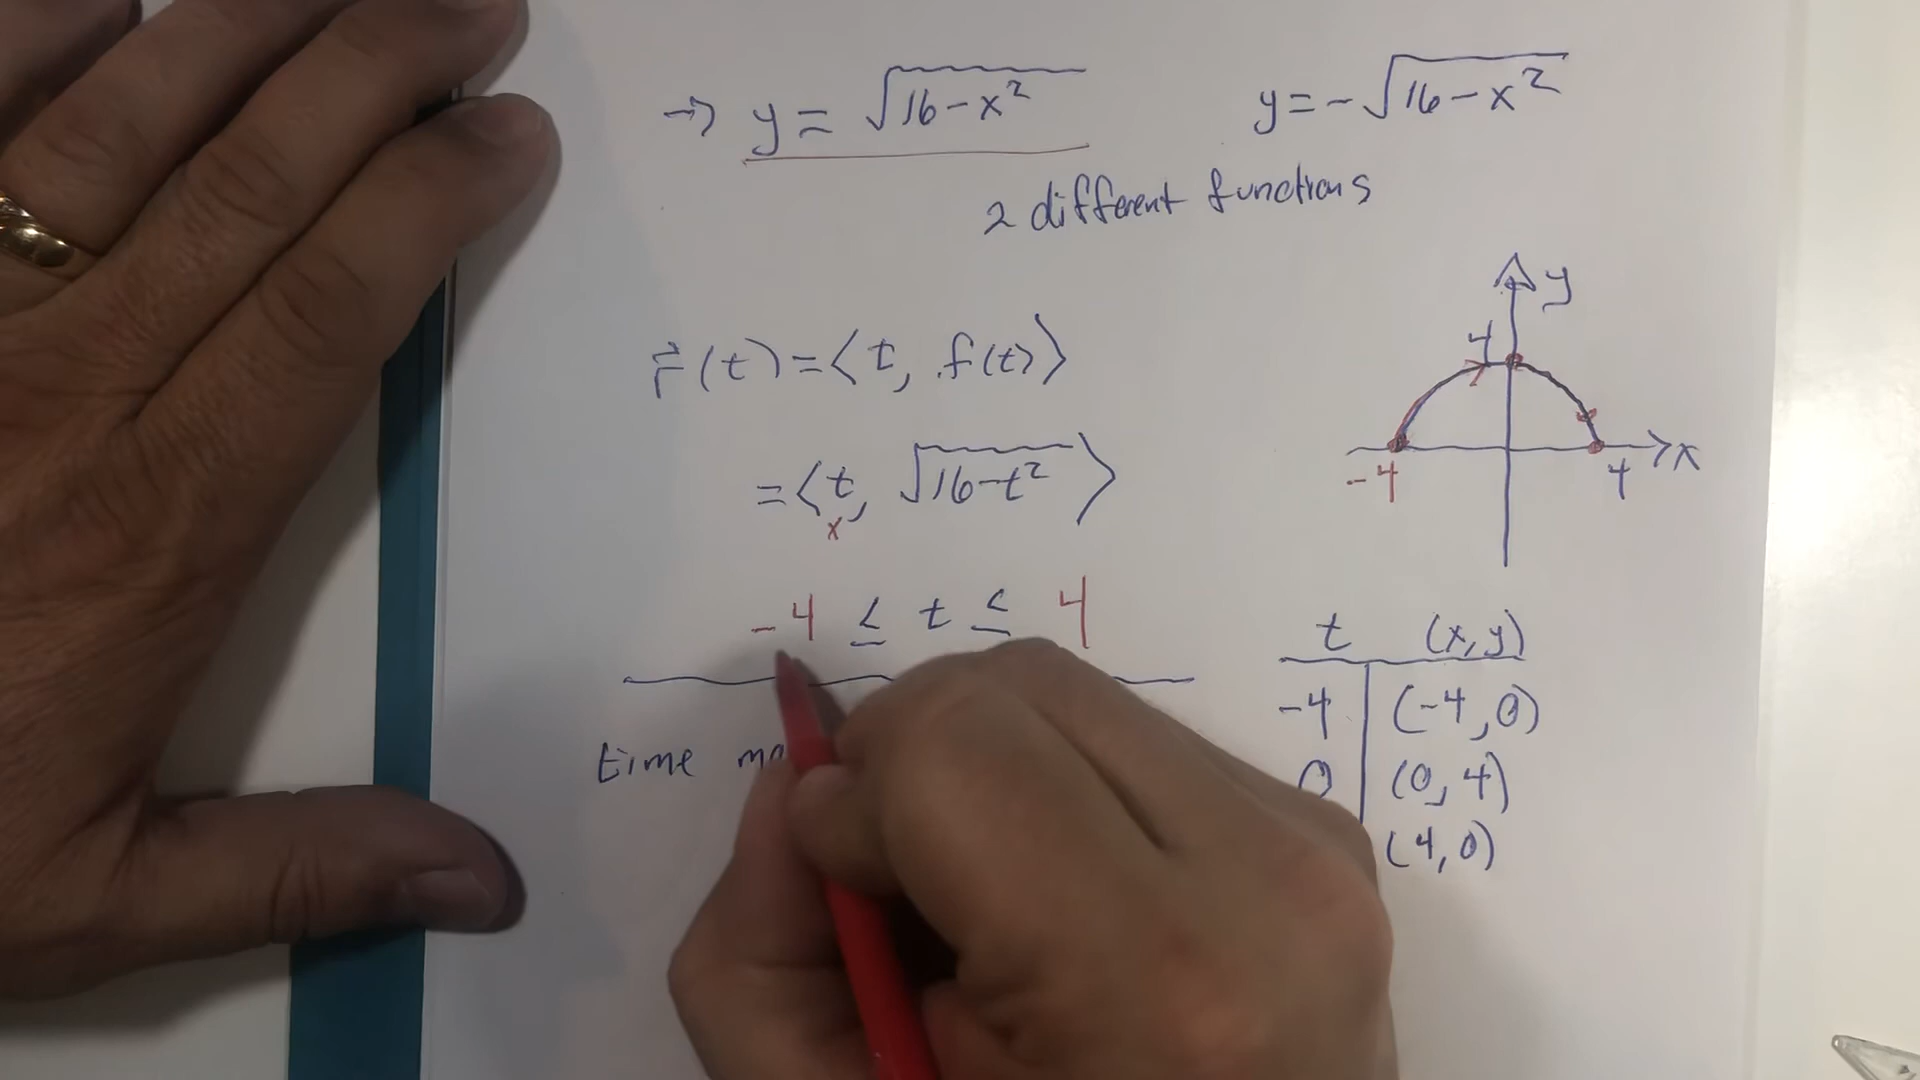 → y = √16-x² y = -√16-x²
2 different functions
r⃗(t) = ⟨t, f(t)⟩
= ⟨t, √16-t²⟩
x
-4 ≤ t ≤ 4
time
y
4
x
-4 4
t (x,y)
-4 (-4,0)
0 (0,4)
(4,0)